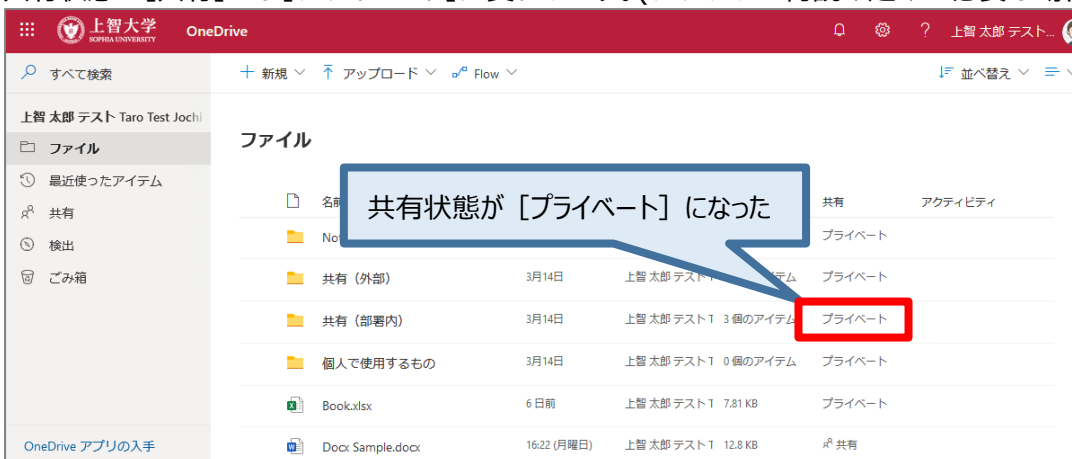 上智大学
SOPHIA UNIVERSITY
OneDrive
? 上智 太郎 テスト...
すべて検索
+ 新規 アップロード Flow
並べ替え
上智 太郎 テスト Taro Test Jochi
ファイル
最近使ったアイテム
共有
検出
ごみ箱
OneDrive アプリの入手
ファイル
共有状態が［プライベート］になった
共有 アクティビティ
プライベート
共有（外部） 3月14日 上智 太郎 テスト プライベート
共有（部署内） 3月14日 上智 太郎 テスト T 3 個のアイテム プライベート
個人で使用するもの 3月14日 上智 太郎 テスト T 0 個のアイテム プライベート
Book.xlsx 6 日前 上智 太郎 テスト T 7.81 KB プライベート
Docx Sample.docx 16:22 (月曜日) 上智 太郎 テスト T 12.8 KB 共有